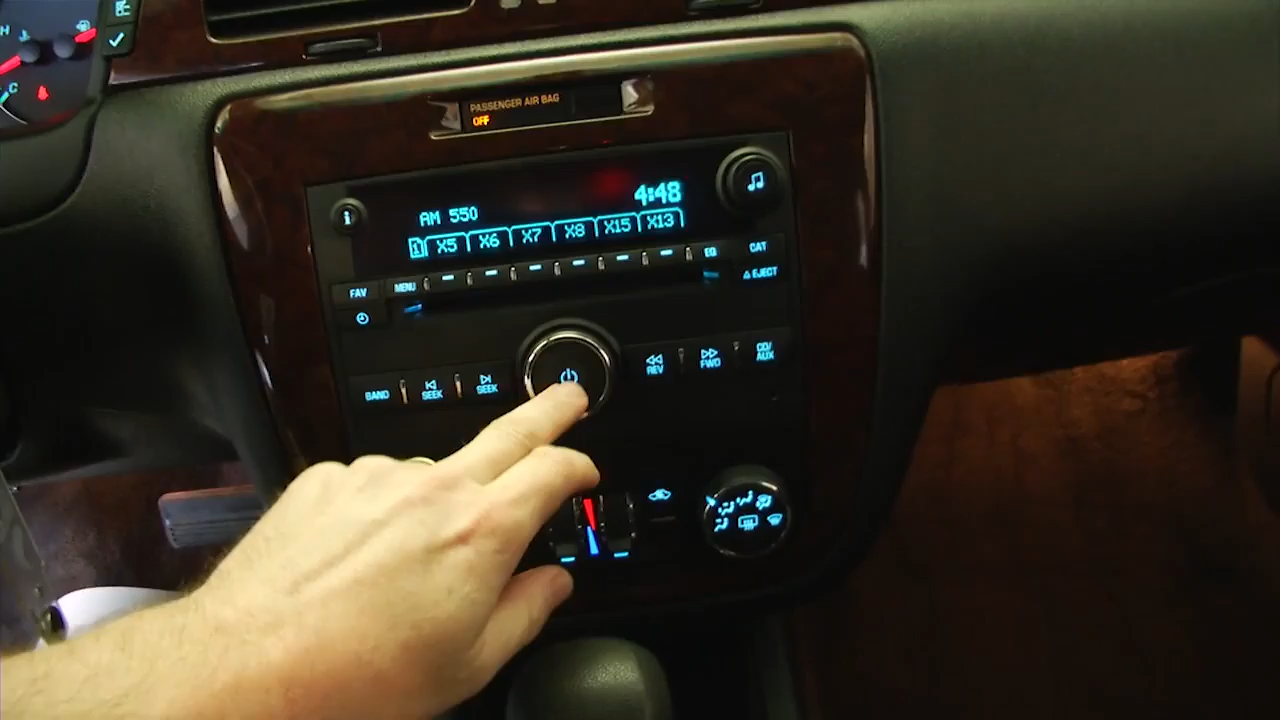 H
C
PASSENGER AIR BAG
OFF
4:48
AM 550
1 X5 X6 X7 X8 X15 X13
FAV MENU EQ CAT
△ EJECT
BAND SEEK SEEK REV FWD CD/
AUX